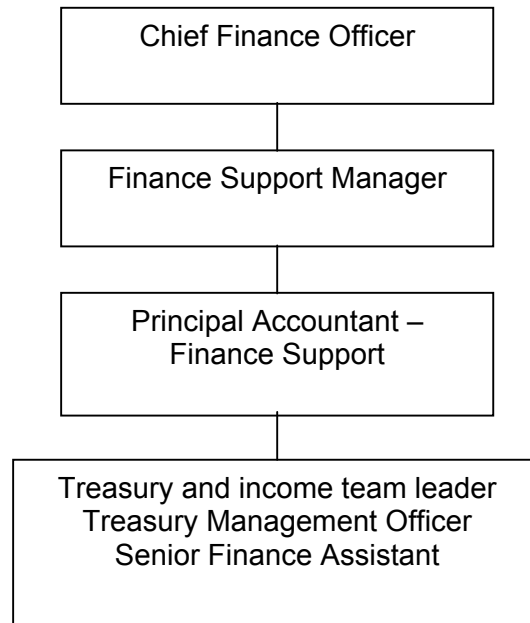 Chief Finance Officer
Finance Support Manager
Principal Accountant –
Finance Support
Treasury and income team leader
Treasury Management Officer
Senior Finance Assistant